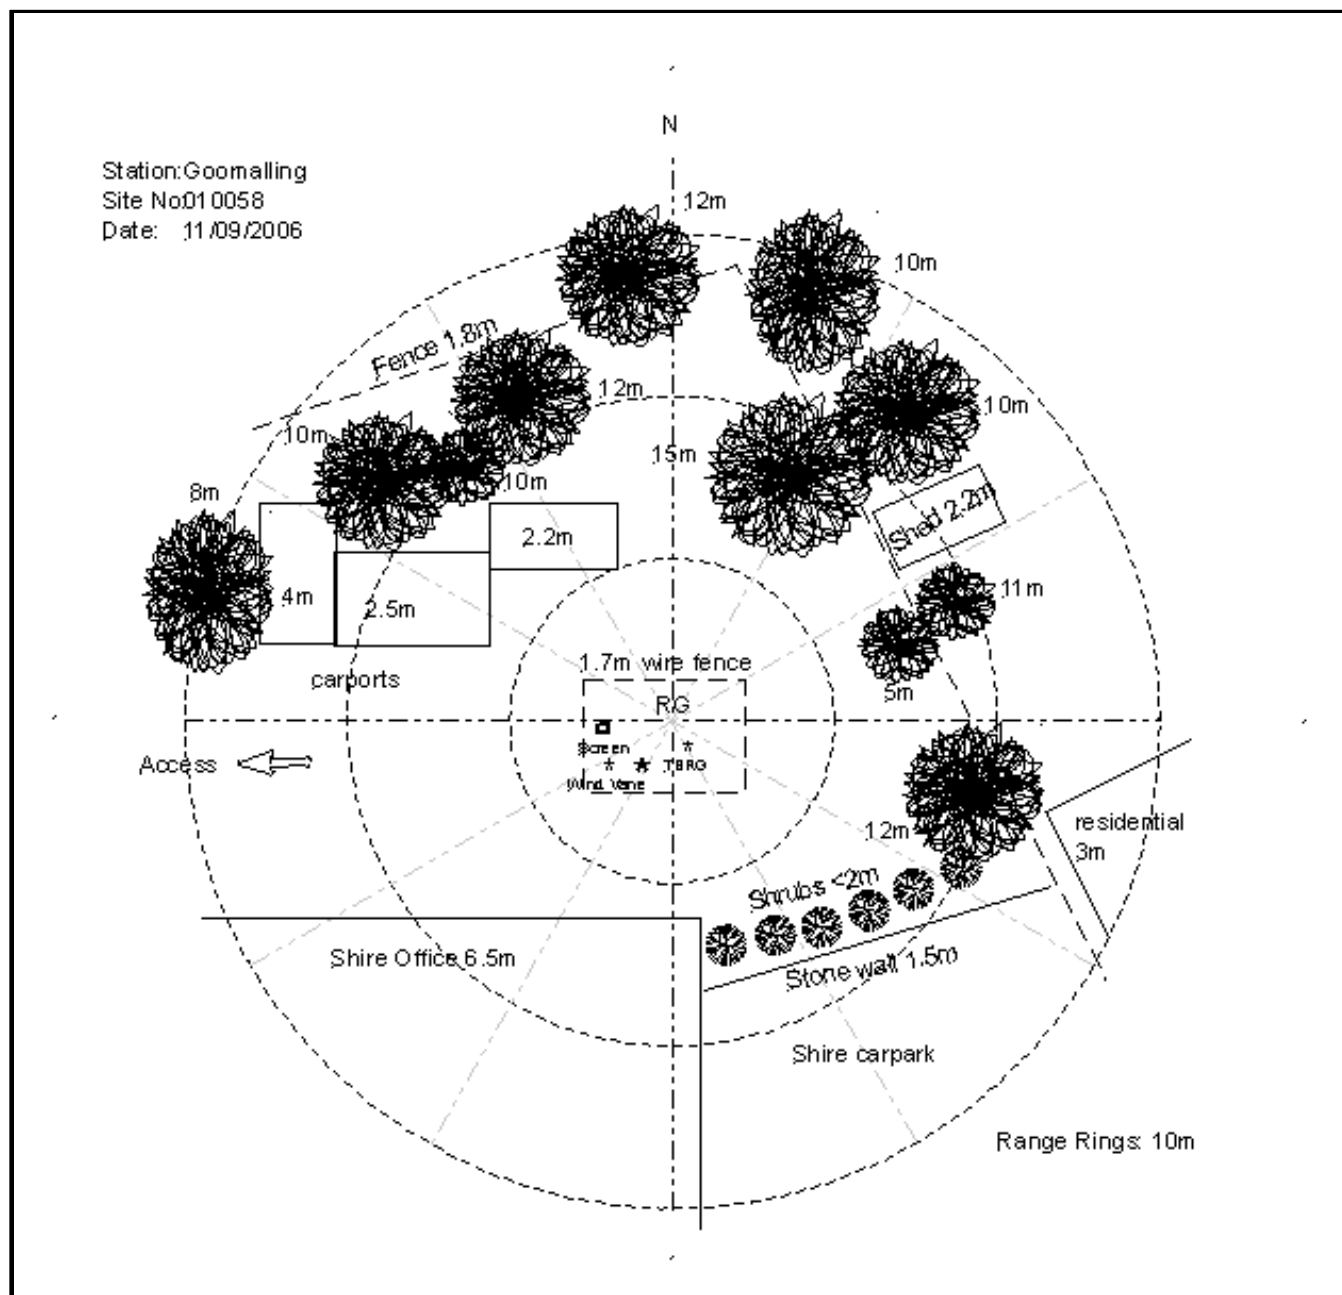 N
Station:Goomalling
Site No:010058
Date: 11/09/2006
12m
10m
Fence 1.8m
12m
10m
10m
15m
10m
8m
Shed 2.2m
2.2m
4m
2.5m
11m
5m
carports
1.7m wire fence
RG
Screen
TBRG
Wind Vane
Access
12m
residential
3m
Shrubs <2m
Shire Office 6.5m
Stone wall 1.5m
Shire carpark
Range Rings: 10m